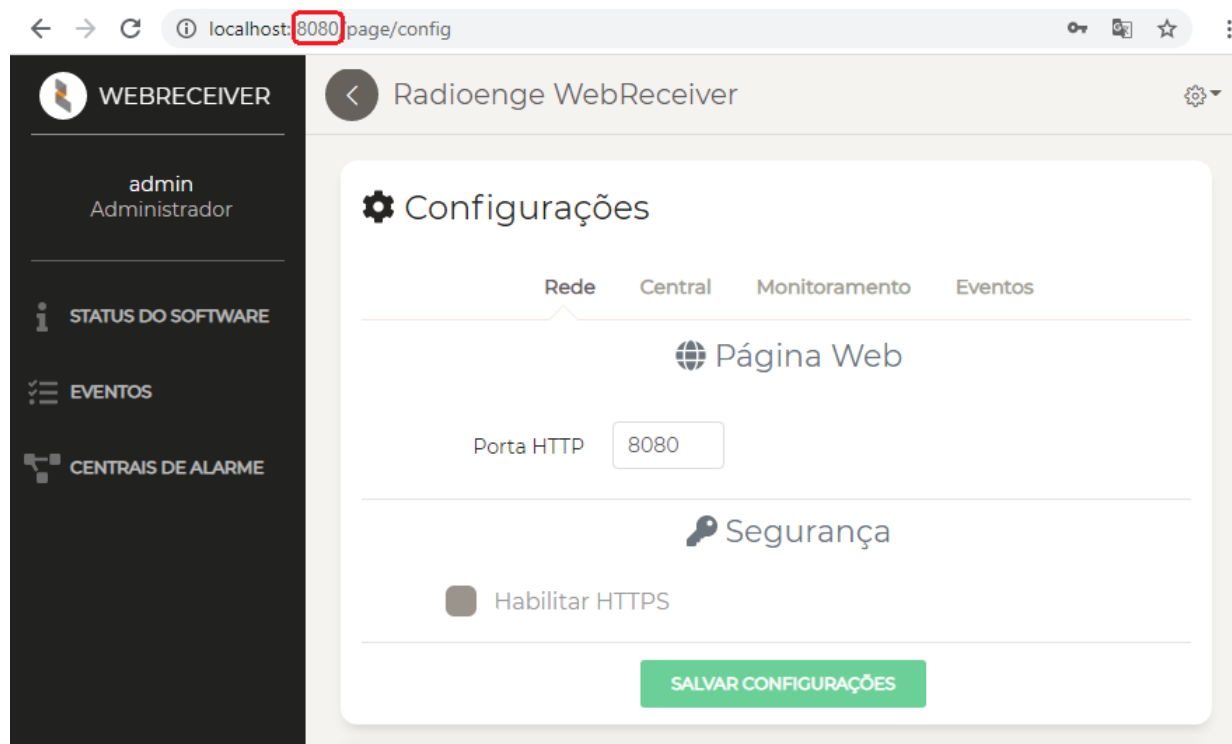 localhost:8080/page/config
WEBRECEIVER
Radioenge WebReceiver
admin
Administrador
STATUS DO SOFTWARE
EVENTOS
CENTRAIS DE ALARME
Configurações
Rede Central Monitoramento Eventos
Página Web
Porta HTTP 8080
Segurança
Habilitar HTTPS
SALVAR CONFIGURAÇÕES